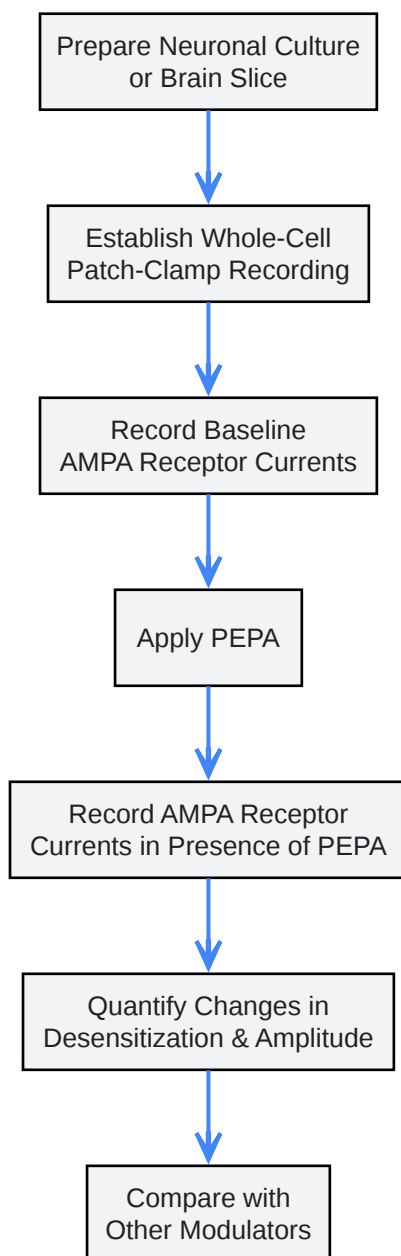 Prepare Neuronal Culture
or Brain Slice
Establish Whole-Cell
Patch-Clamp Recording
Record Baseline
AMPA Receptor Currents
Apply PEPA
Record AMPA Receptor
Currents in Presence of PEPA
Quantify Changes in
Desensitization & Amplitude
Compare with
Other Modulators